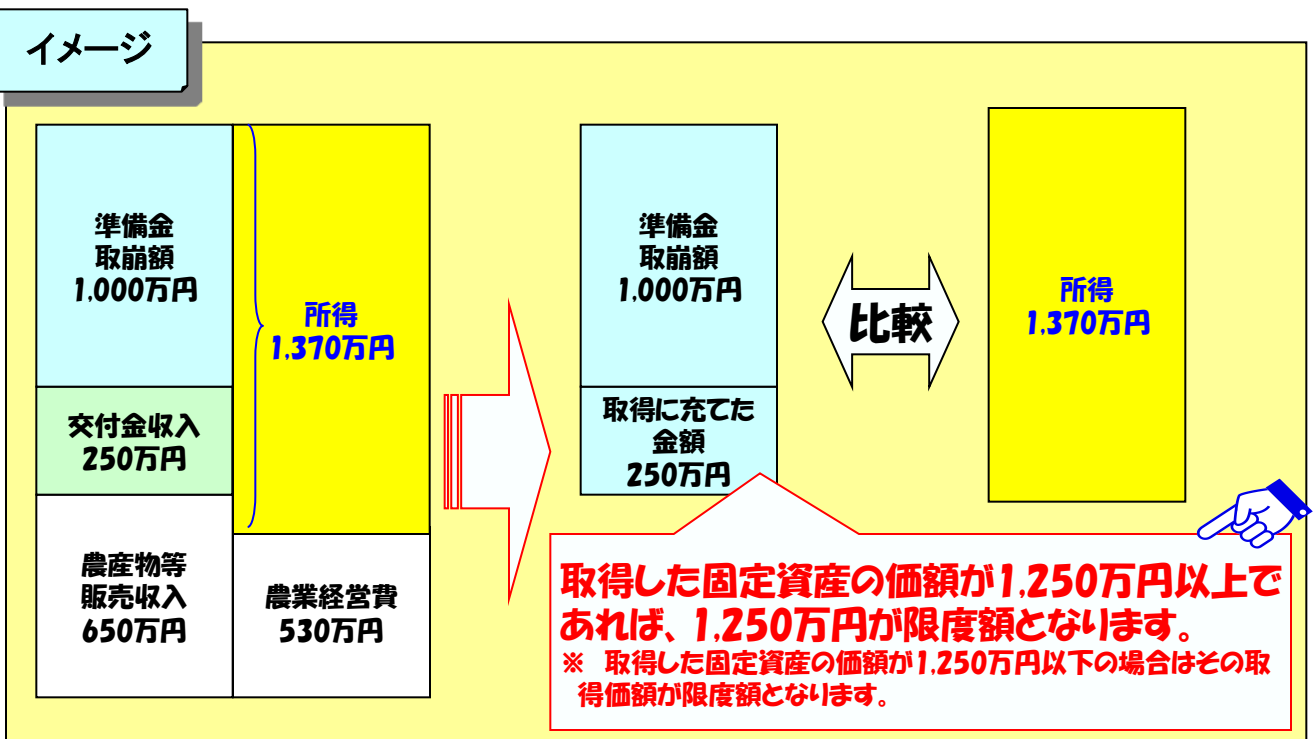 イメージ
準備金
取崩額
1,000万円
交付金収入
250万円
農産物等
販売収入
650万円
所得
1,370万円
農業経営費
530万円
準備金
取崩額
1,000万円
取得に充てた
金額
250万円
比較
所得
1,370万円
取得した固定資産の価額が1,250万円以上で
あれば、1,250万円が限度額となります。
※　取得した固定資産の価額が1,250万円以下の場合はその取
得価額が限度額となります。